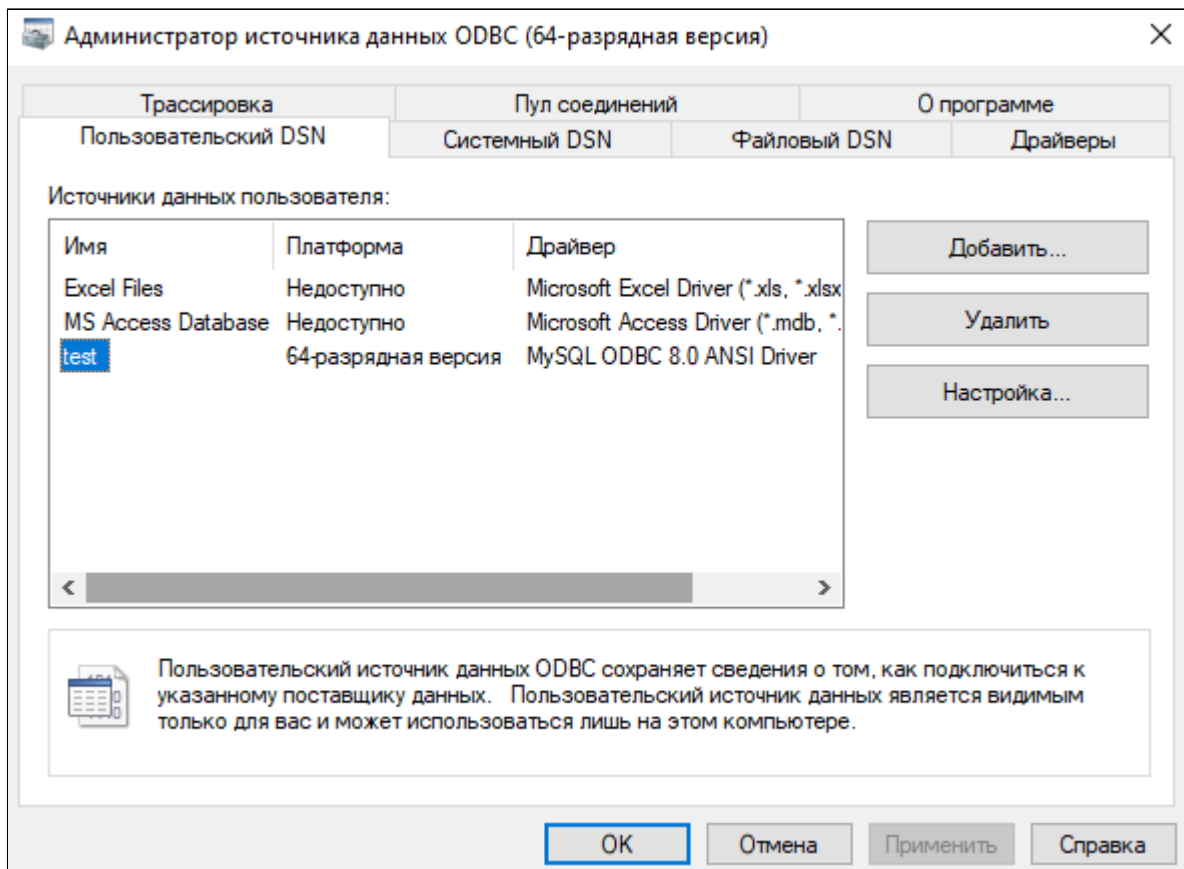 Администратор источника данных ODBC (64-разрядная версия)
Трассировка Пул соединений О программе
Пользовательский DSN Системный DSN Файловый DSN Драйверы
Источники данных пользователя:
Имя Платформа Драйвер
Excel Files Недоступно Microsoft Excel Driver (*.xls, *.xlsx
MS Access Database Недоступно Microsoft Access Driver (*.mdb, *.
test 64-разрядная версия MySQL ODBC 8.0 ANSI Driver
Добавить...
Удалить
Настройка...
Пользовательский источник данных ODBC сохраняет сведения о том, как подключиться к
указанному поставщику данных. Пользовательский источник данных является видимым
только для вас и может использоваться лишь на этом компьютере.
OK Отмена Применить Справка